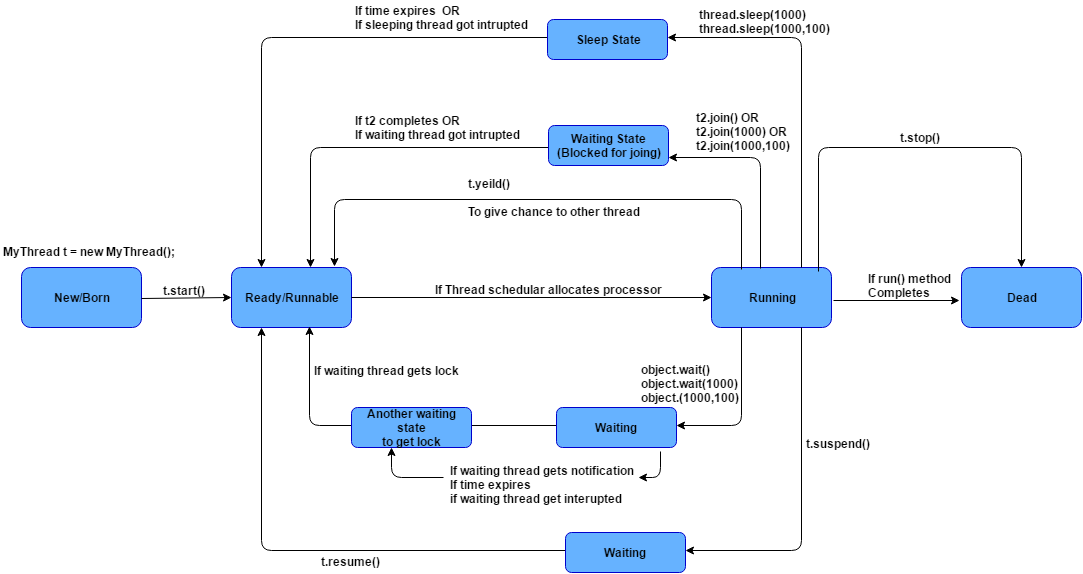 If time expires OR
If sleeping thread got intrupted
thread.sleep(1000)
thread.sleep(1000,100)
Sleep State
If t2 completes OR
If waiting thread got intrupted
Waiting State
(Blocked for joing)
t2.join() OR
t2.join(1000) OR
t2.join(1000,100)
t.stop()
t.yeild()
To give chance to other thread
MyThread t = new MyThread();
New/Born
t.start()
Ready/Runnable
If Thread schedular allocates processor
Running
If run() method
Completes
Dead
If waiting thread gets lock
object.wait()
object.wait(1000)
object.(1000,100)
Another waiting
state
to get lock
Waiting
t.suspend()
If waiting thread gets notification
If time expires
if waiting thread get interupted
Waiting
t.resume()